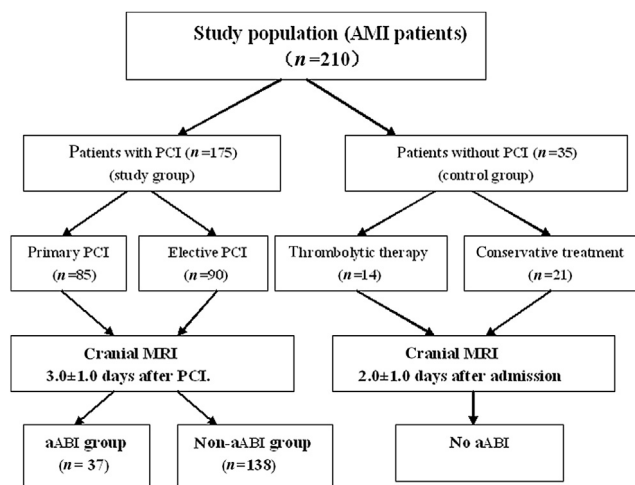 Study population (AMI patients)
（n=210）
Patients with PCI (n=175)
(study group)
Patients without PCI (n=35)
(control group)
Primary PCI
(n=85)
Elective PCI
(n=90)
Thrombolytic therapy
(n=14)
Conservative treatment
(n=21)
Cranial MRI
3.0±1.0 days after PCI.
Cranial MRI
2.0±1.0 days after admission
aABI group
(n= 37)
Non-aABI group
(n=138)
No aABI